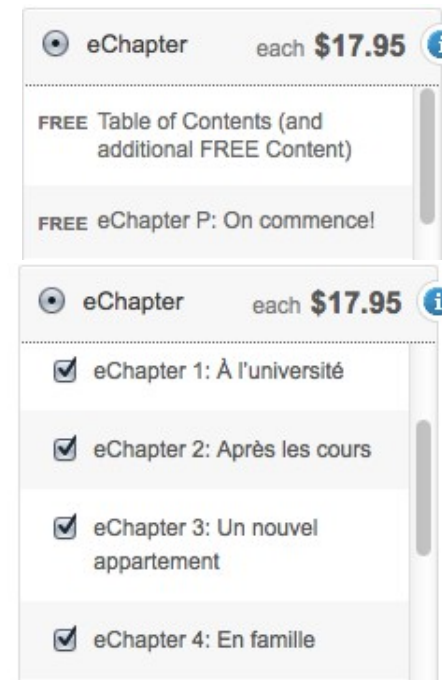 eChapter each $17.95 i
FREE Table of Contents (and
additional FREE Content)
FREE eChapter P: On commence!
eChapter each $17.95 i
eChapter 1: À l'université
eChapter 2: Après les cours
eChapter 3: Un nouvel
appartement
eChapter 4: En famille